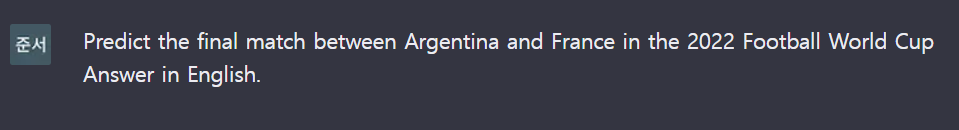 준서
Predict the final match between Argentina and France in the 2022 Football World Cup
Answer in English.